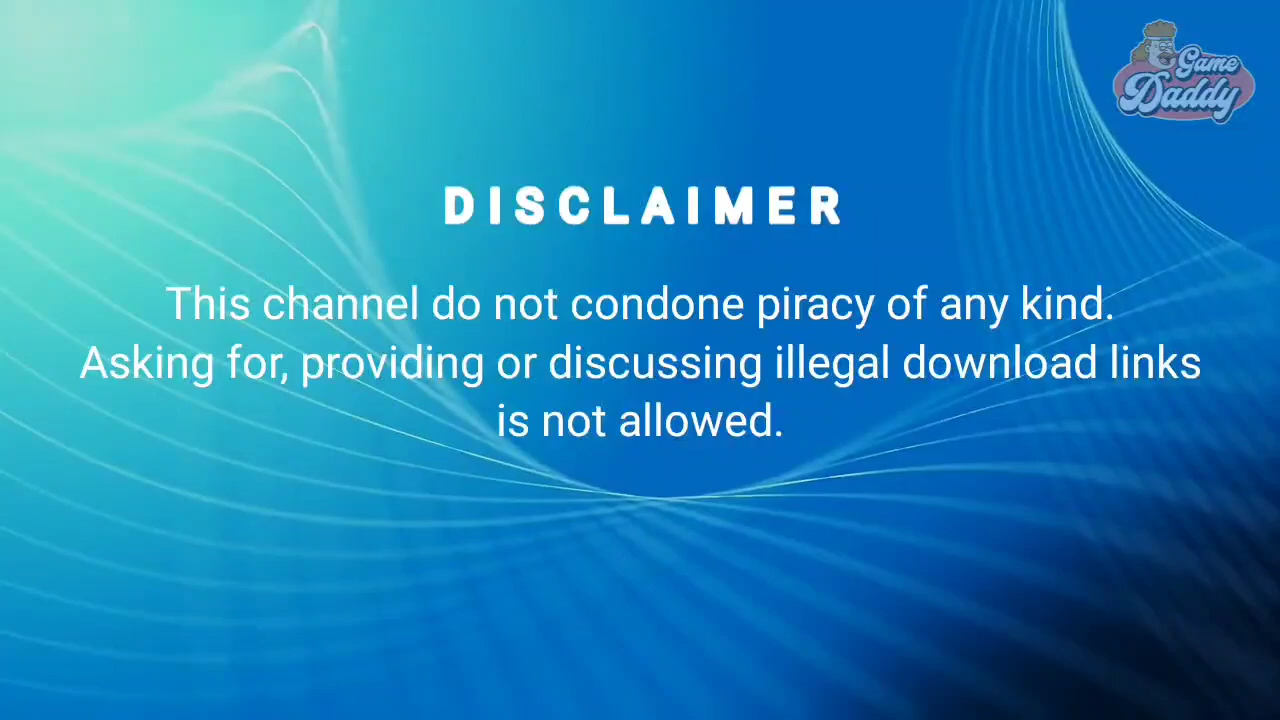 Game
Daddy
DISCLAIMER
This channel do not condone piracy of any kind.
Asking for, providing or discussing illegal download links
is not allowed.